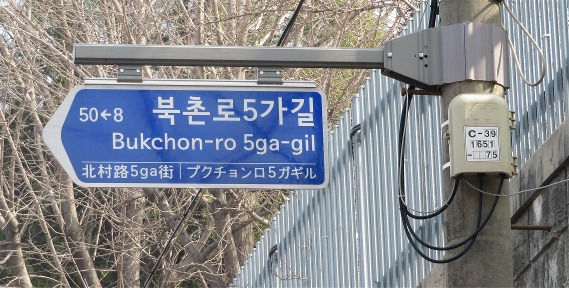 50←8 북촌로5가길
Bukchon-ro 5ga-gil
北村路5ga街 | プクチョンロ5ガギル
C-39
1651
-75